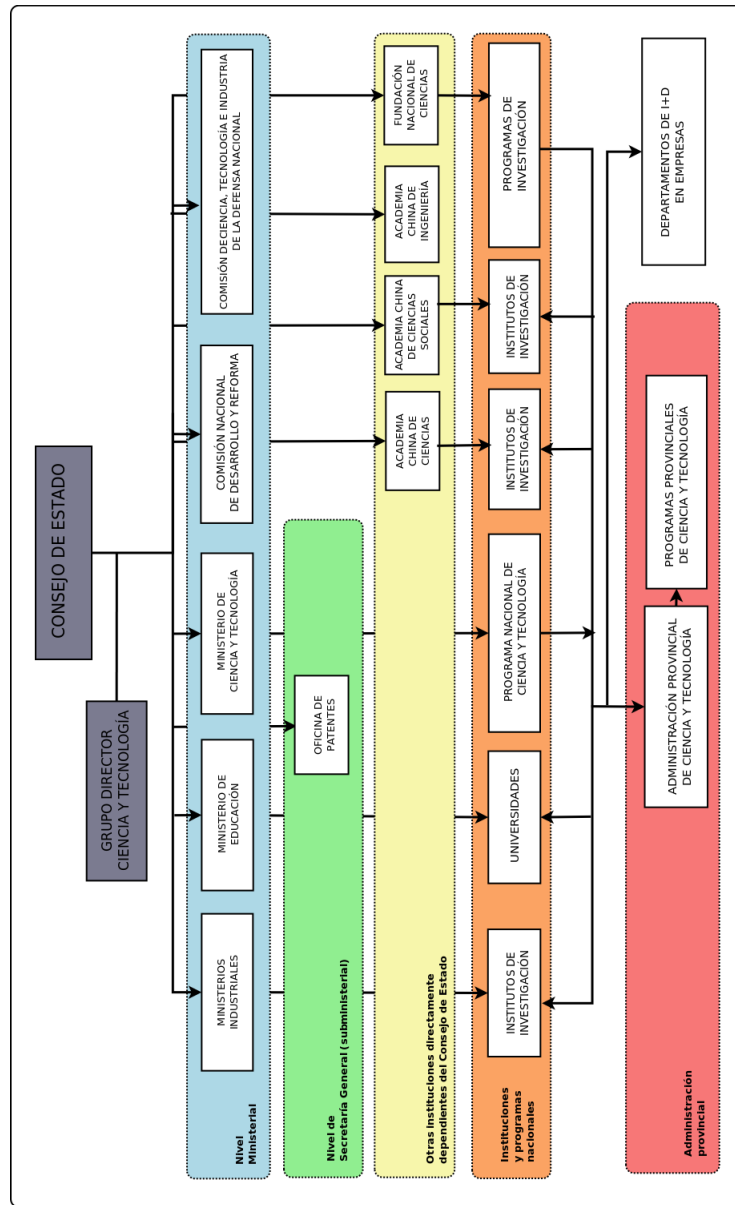 CONSEJO DE ESTADO
GRUPO DIRECTOR
CIENCIA Y TECNOLOGÍA
Nivel
Ministerial
MINISTERIOS
INDUSTRIALES
MINISTERIO DE
EDUCACIÓN
MINISTERIO DE
CIENCIA Y TECNOLOGÍA
COMISIÓN NACIONAL
DE DESARROLLO Y REFORMA
COMISIÓN DECIENCIA, TECNOLOGÍA E INDUSTRIA
DE LA DEFENSA NACIONAL
Nivel de
Secretaría General (subministerial)
OFICINA DE
PATENTES
Otras instituciones directamente
dependientes del Consejo de Estado
ACADEMIA
CHINA DE
CIENCIAS
ACADEMIA CHINA
DE CIENCIAS
SOCIALES
ACADEMIA
CHINA DE
INGENIERÍA
FUNDACIÓN
NACIONAL DE
CIENCIAS
Instituciones
y programas
nacionales
INSTITUTOS DE
INVESTIGACIÓN
UNIVERSIDADES
PROGRAMA NACIONAL DE
CIENCIA Y TECNOLOGÍA
INSTITUTOS DE
INVESTIGACIÓN
INSTITUTOS DE
INVESTIGACIÓN
PROGRAMAS DE
INVESTIGACIÓN
Administración
provincial
ADMINISTRACIÓN PROVINCIAL
DE CIENCIA Y TECNOLOGÍA
PROGRAMAS PROVINCIALES
DE CIENCIA Y TECNOLOGÍA
DEPARTAMENTOS DE I+D
EN EMPRESAS